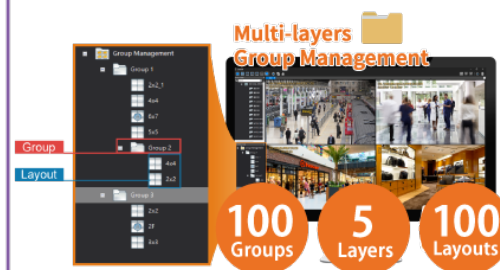 Multi-layers
Group Management
Group Management
Group 1
2x2_1
4x4
6x7
5x5
Group
Group 2
4x4
Layout
2x2
Group 3
2x2
2F
3x3
100
Groups
5
Layers
100
Layouts